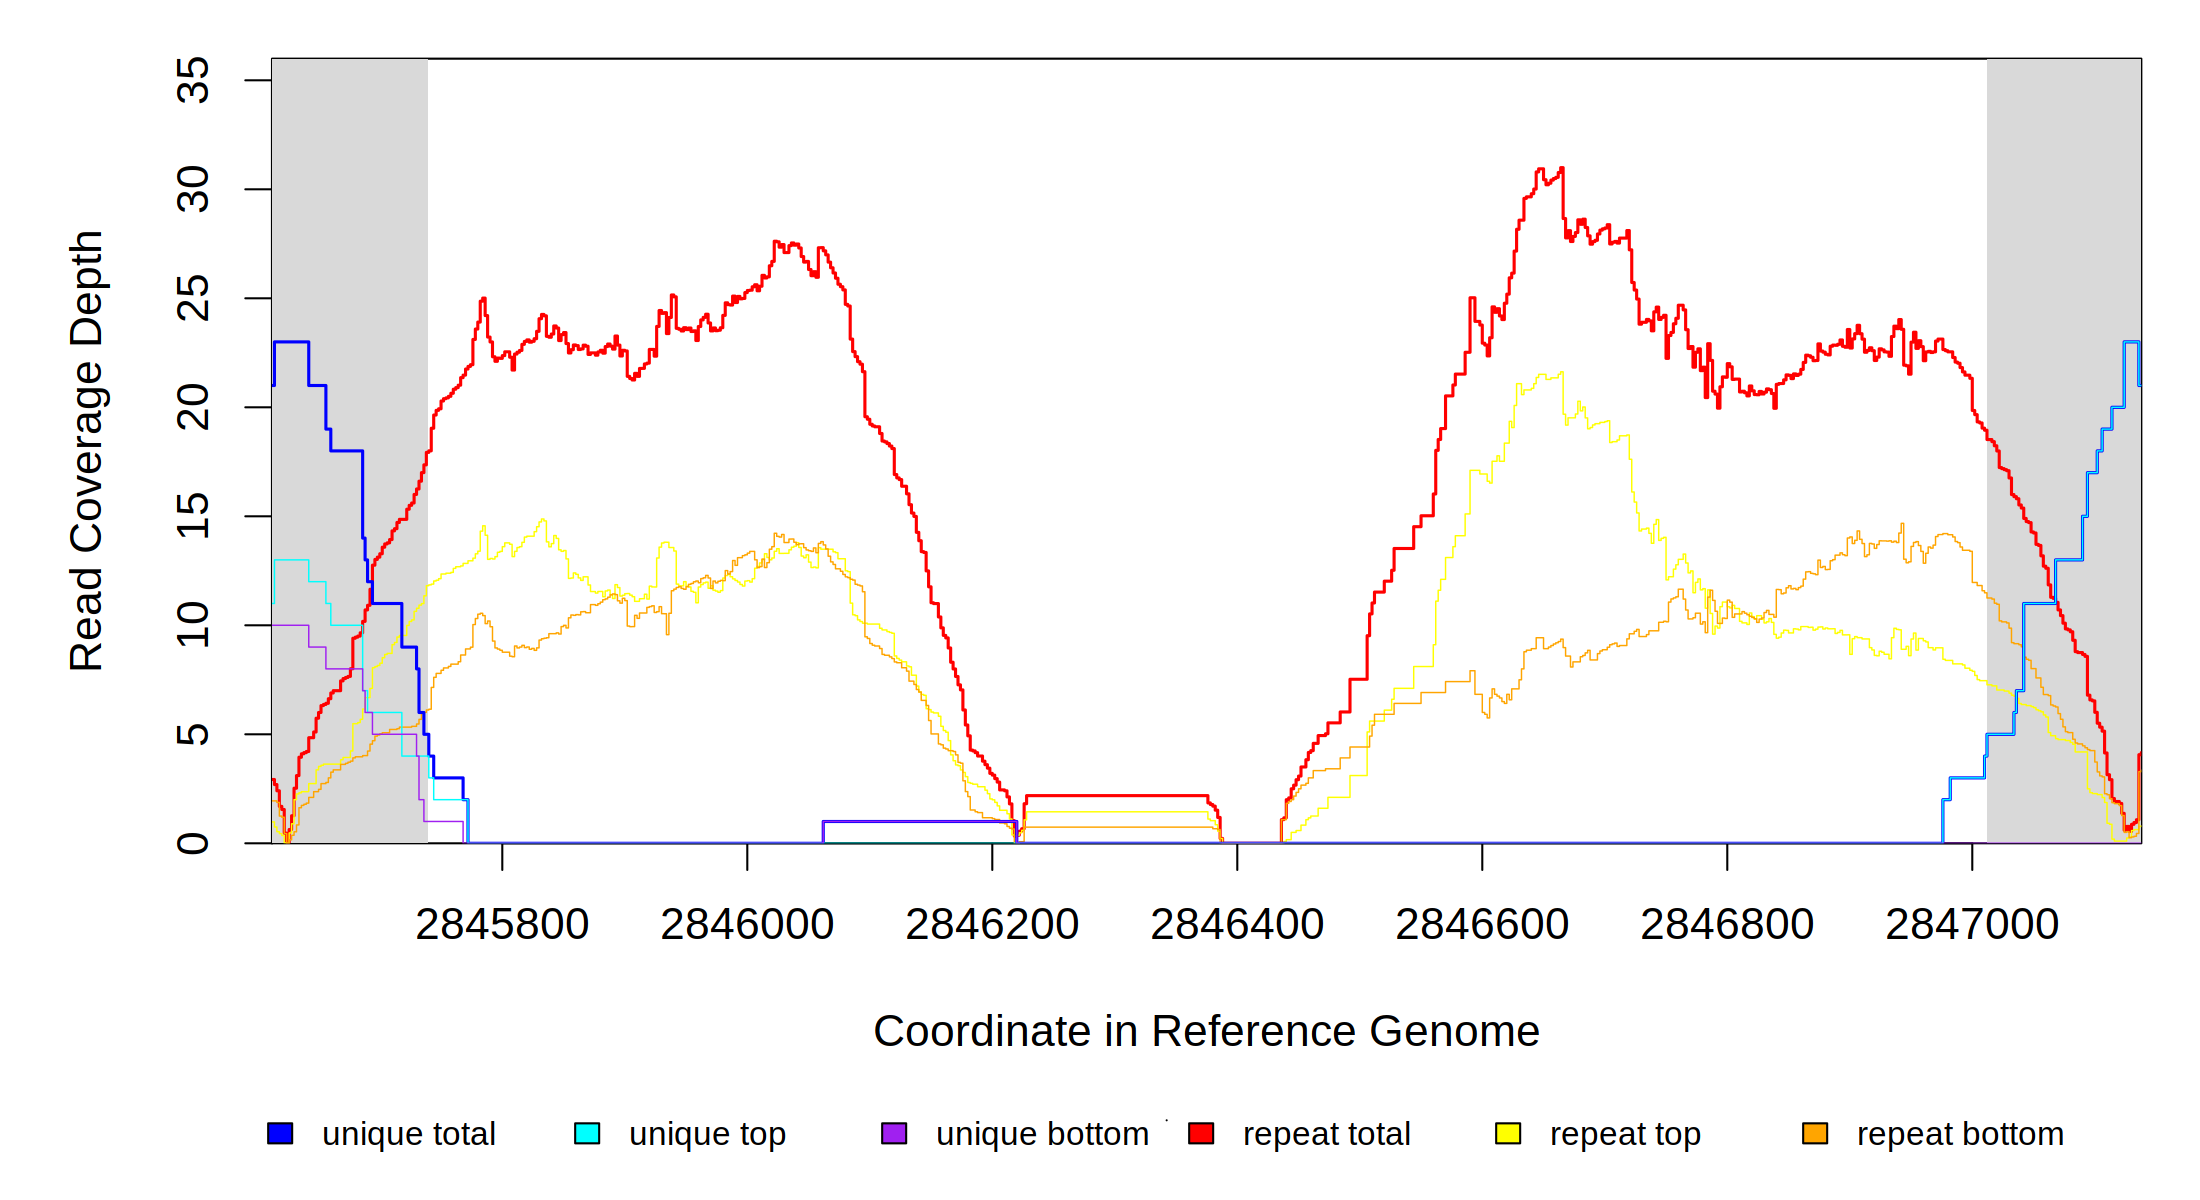 Read Coverage Depth
35
30
25
20
15
10
5
0
2845800 2846000 2846200 2846400 2846600 2846800 2847000
Coordinate in Reference Genome
unique total unique top unique bottom repeat total repeat top repeat bottom